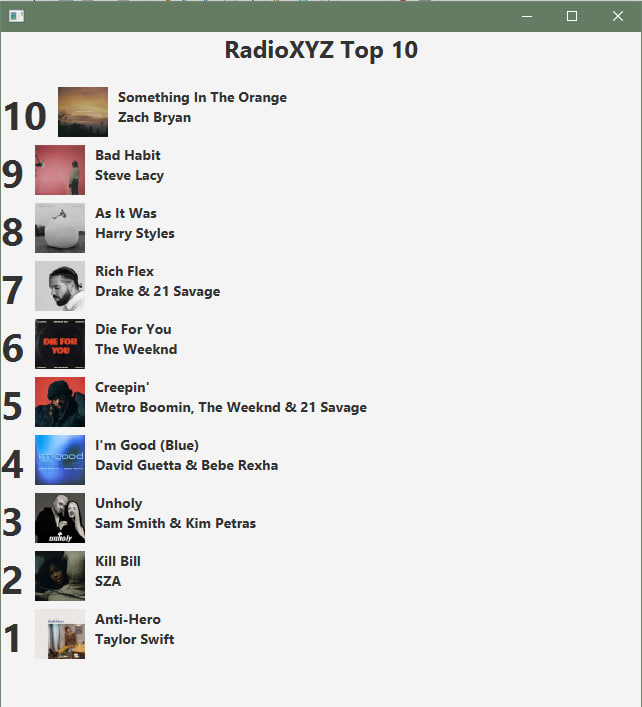 RadioXYZ Top 10
10
Something In The Orange
Zach Bryan
9
Bad Habit
Steve Lacy
8
As It Was
Harry Styles
7
Rich Flex
Drake & 21 Savage
6
DIE FOR
YOU
Die For You
The Weeknd
5
Creepin'
Metro Boomin, The Weeknd & 21 Savage
4
i'm good
I'm Good (Blue)
David Guetta & Bebe Rexha
3
unholy
Unholy
Sam Smith & Kim Petras
2
Kill Bill
SZA
1
Anti-Hero
Taylor Swift